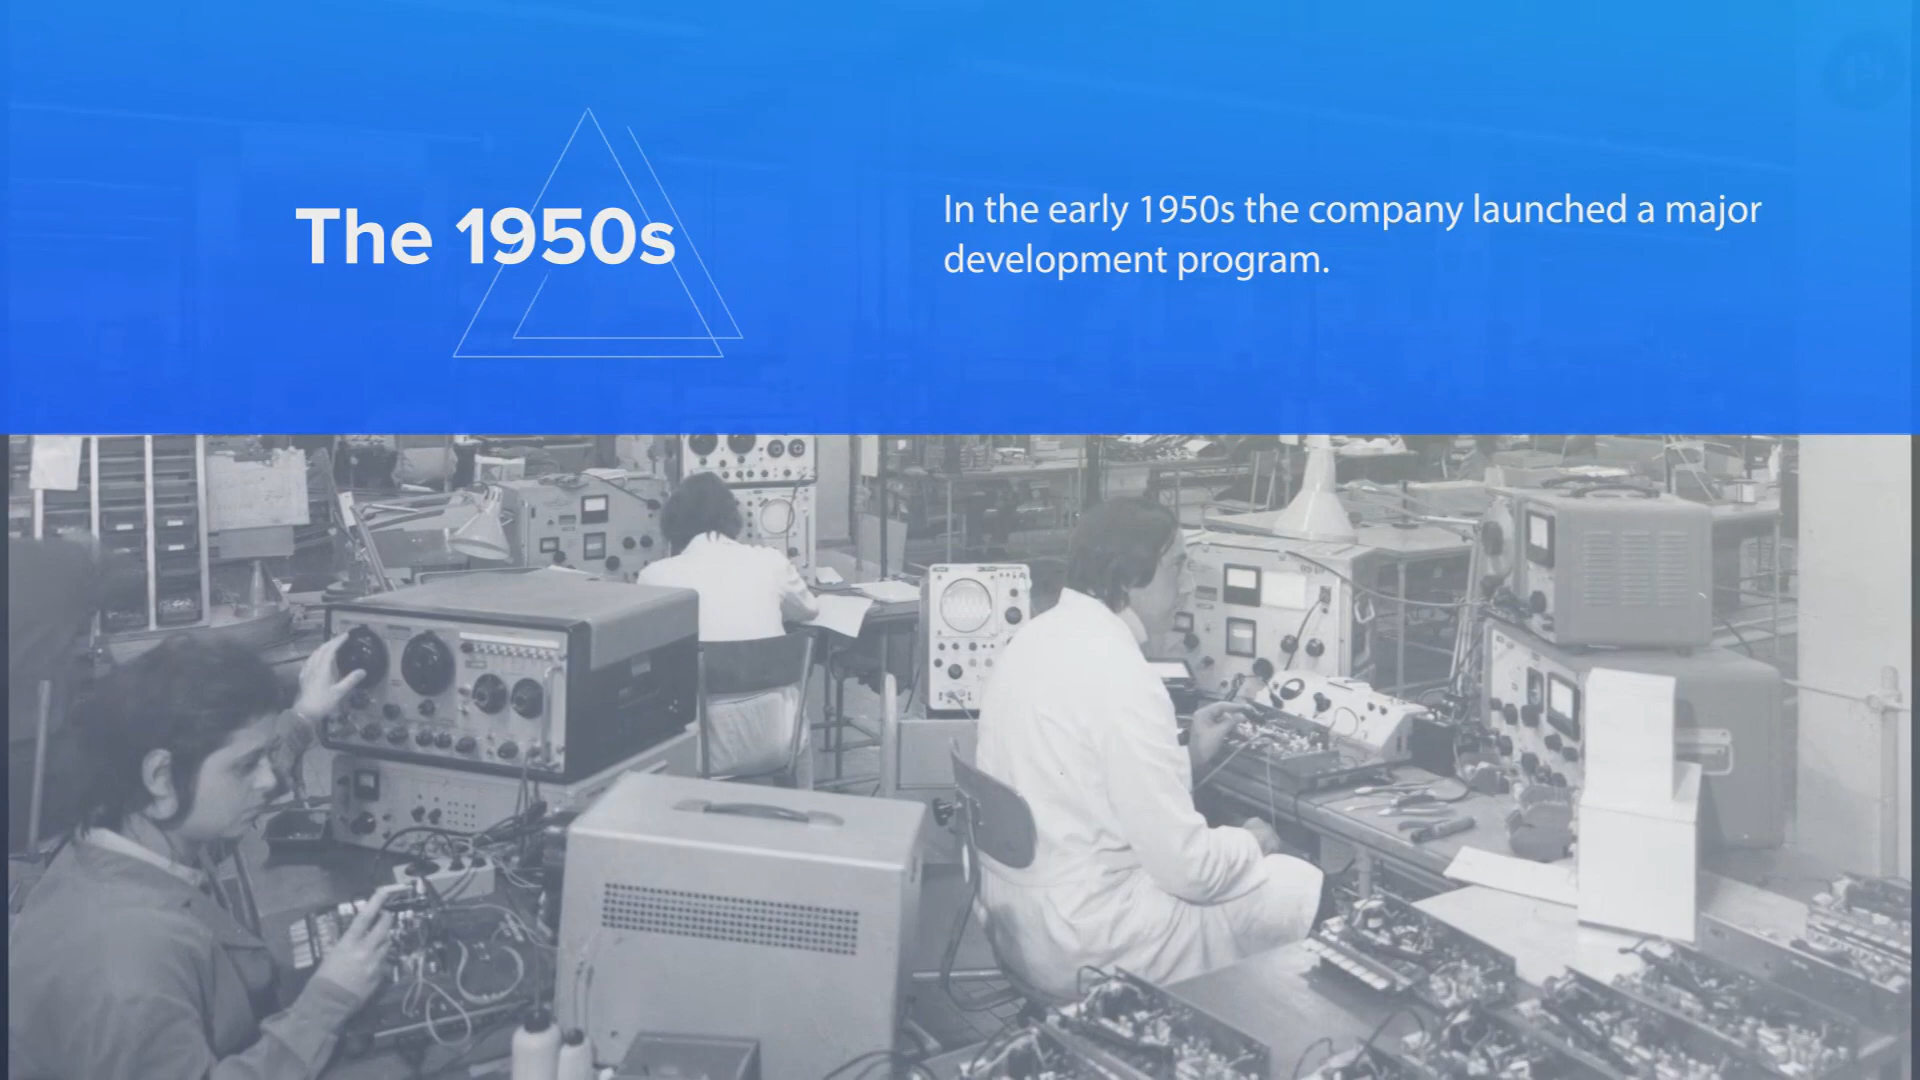 The 1950s
In the early 1950s the company launched a major
development program.